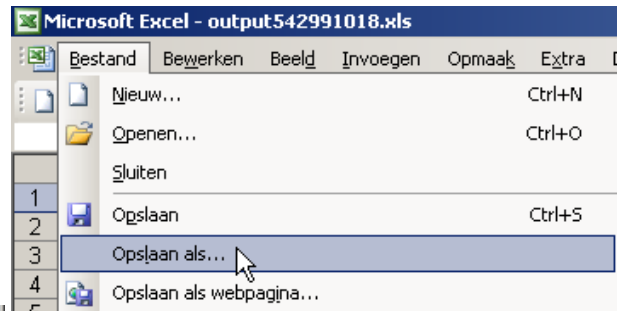 Microsoft Excel - output542991018.xls
Bestand Bewerken Beeld Invoegen Opmaak Extra
Nieuw... Ctrl+N
Openen... Ctrl+O
Sluiten
1
Opslaan Ctrl+S
2
Opslaan als...
3
Opslaan als webpagina...
4